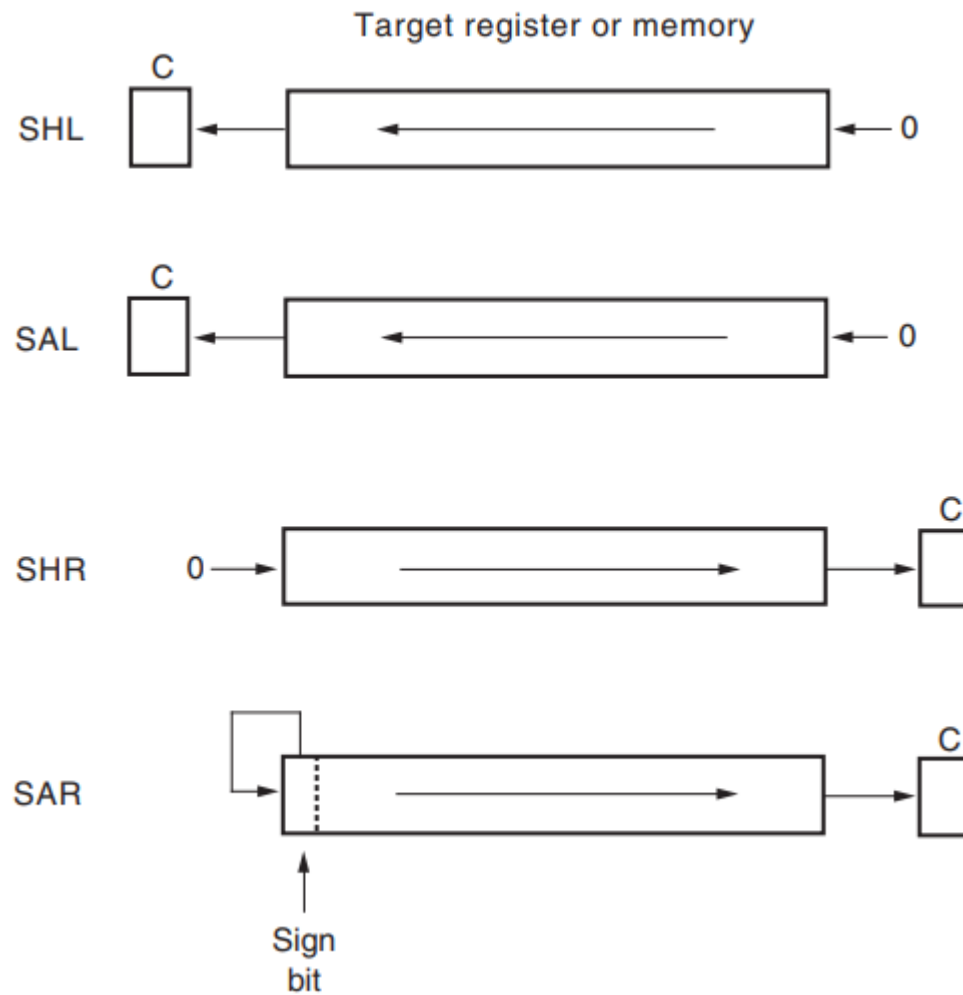 Target register or memory
C
SHL
0
C
SAL
0
C
SHR
0
C
SAR
Sign
bit